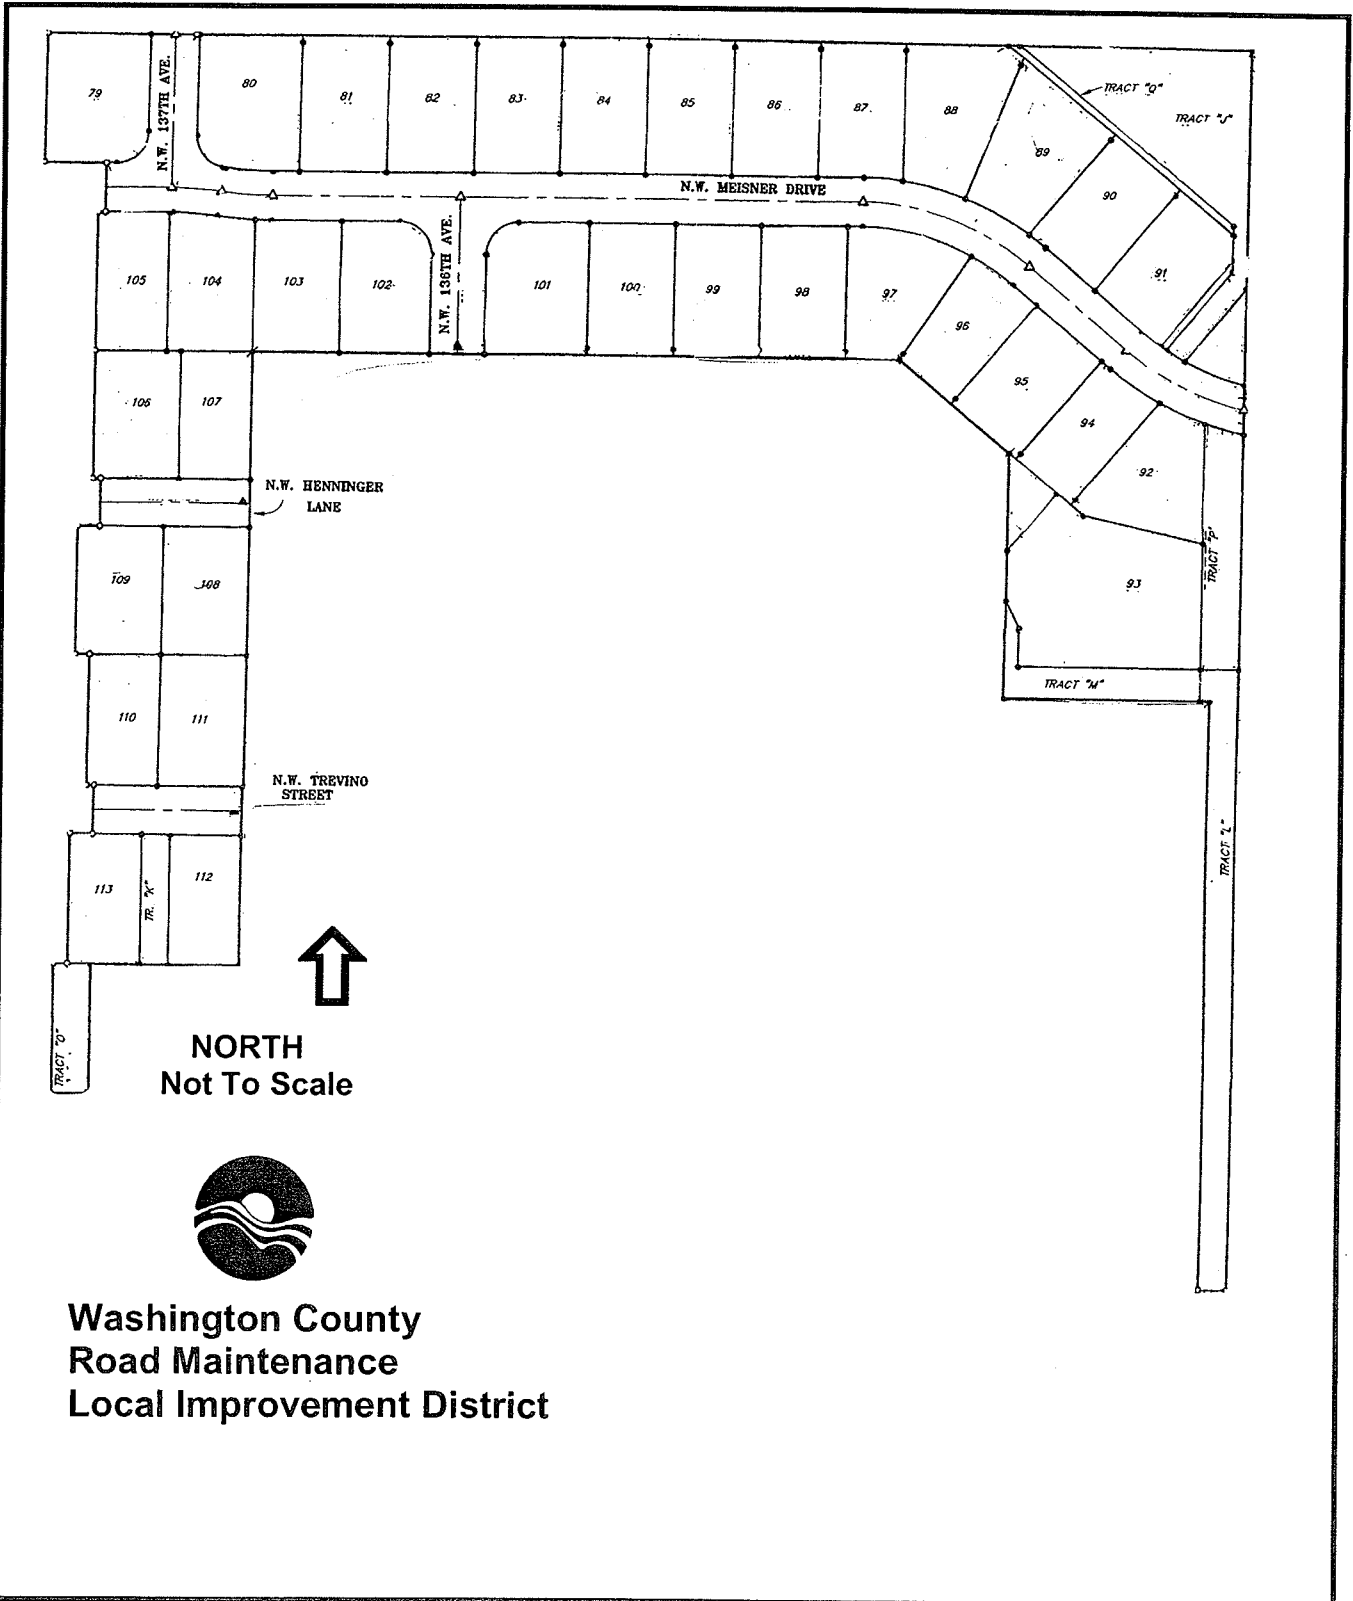 79
N.W. 137TH AVE.
80
81
82
83
84
85
86
87
88
TRACT "Q"
TRACT "J"
89
90
91
N.W. MEISNER DRIVE
105
104
103
102
N.W. 136TH AVE.
101
100
99
98
97
96
95
94
92
106
107
N.W. HENNINGER
LANE
109
108
93
TRACT "P"
TRACT "M"
110
111
N.W. TREVINO
STREET
113
TR. "K"
112
TRACT "L"
TRACT "O"
NORTH
Not To Scale
Washington County
Road Maintenance
Local Improvement District